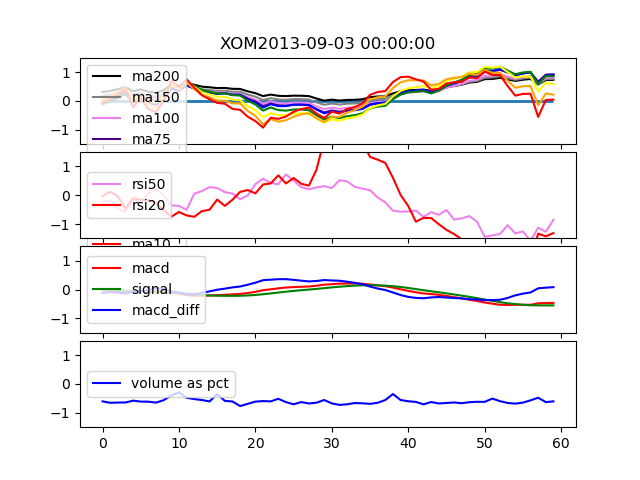 XOM2013-09-03 00:00:00
1
0
−1
ma200
ma150
ma100
ma75
1
0
−1
rsi50
rsi20
ma10
1
0
−1
macd
signal
macd_diff
1
0
−1
volume as pct
0 10 20 30 40 50 60